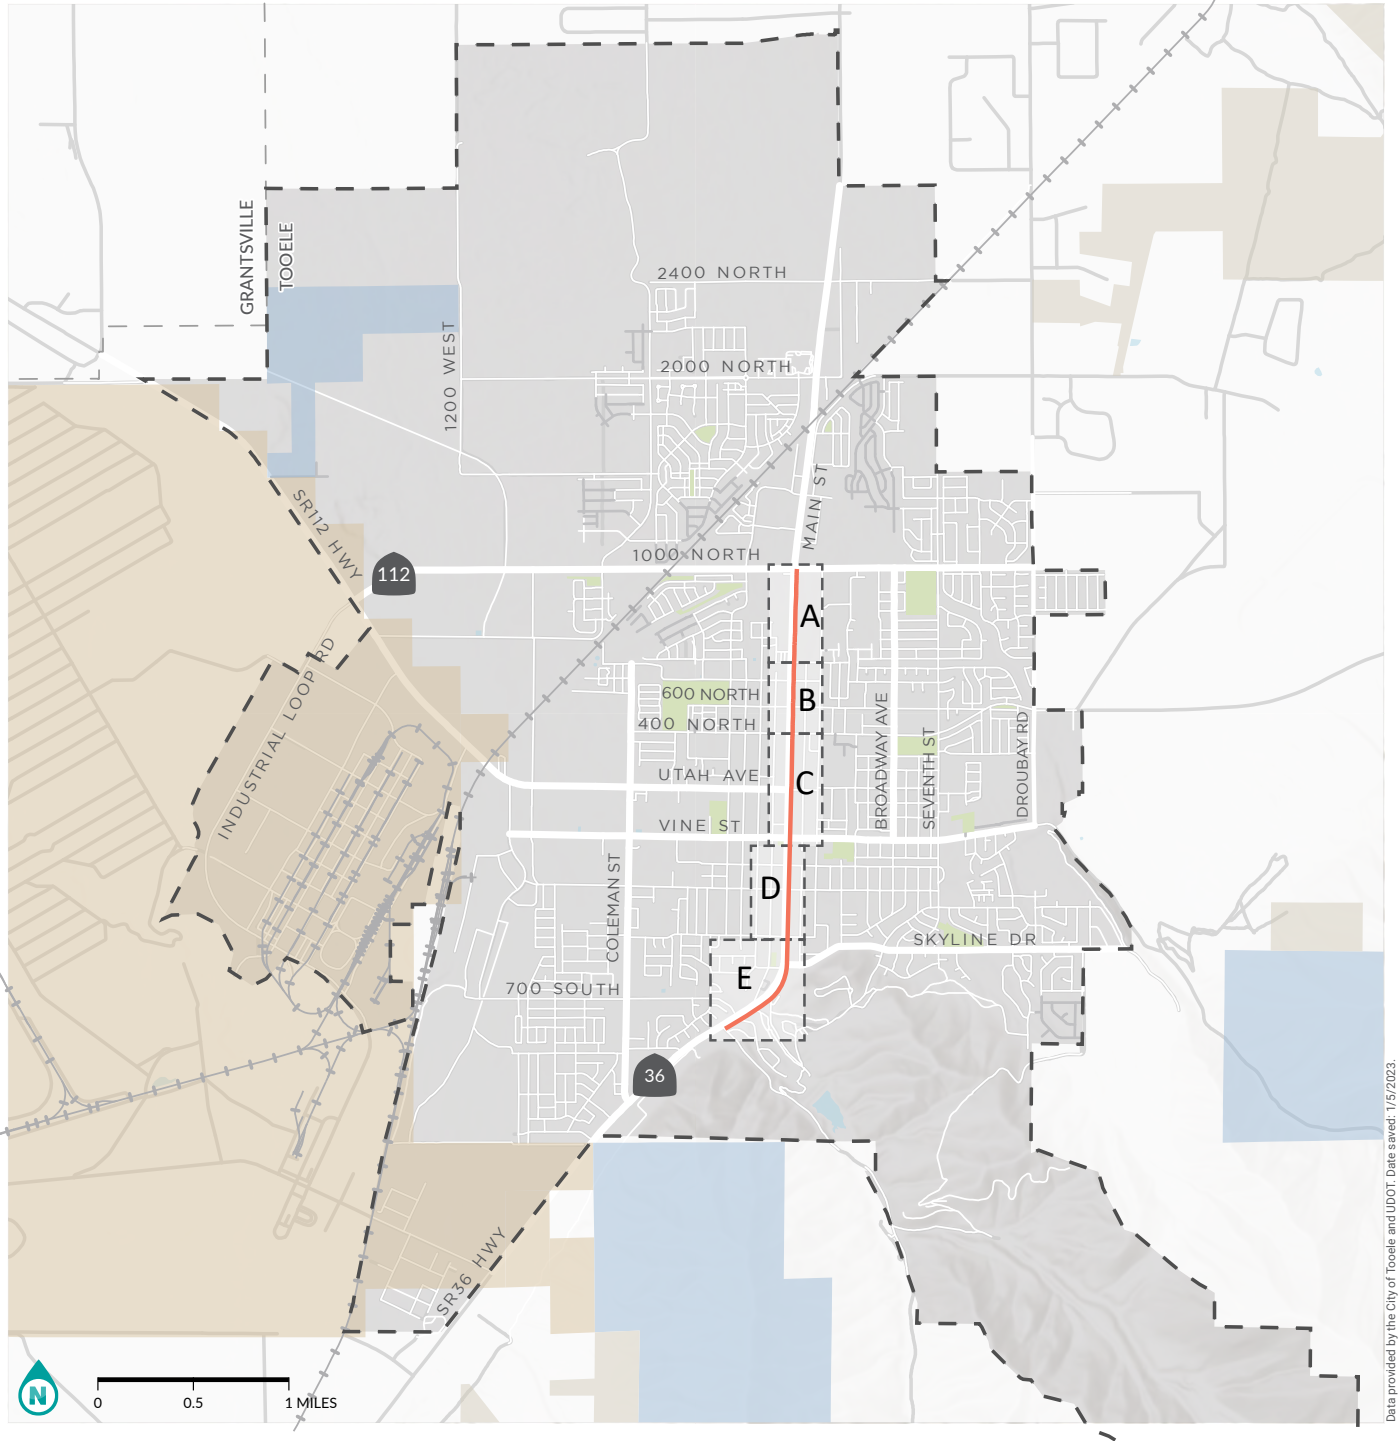 GRANTSVILLE
TOOELE
2400 NORTH
1200 WEST
2000 NORTH
MAIN ST
SR112 HWY
1000 NORTH
112
A
INDUSTRIAL LOOP RD
600 NORTH
B
400 NORTH
BROADWAY AVE
SEVENTH ST
DROUBAY RD
UTAH AVE
C
VINE ST
COLEMAN ST
D
SKYLINE DR
E
700 SOUTH
36
SR36 HWY
N
0 0.5 1 MILES
Data provided by the City of Tooele and UDOT. Date saved: 1/5/2023.